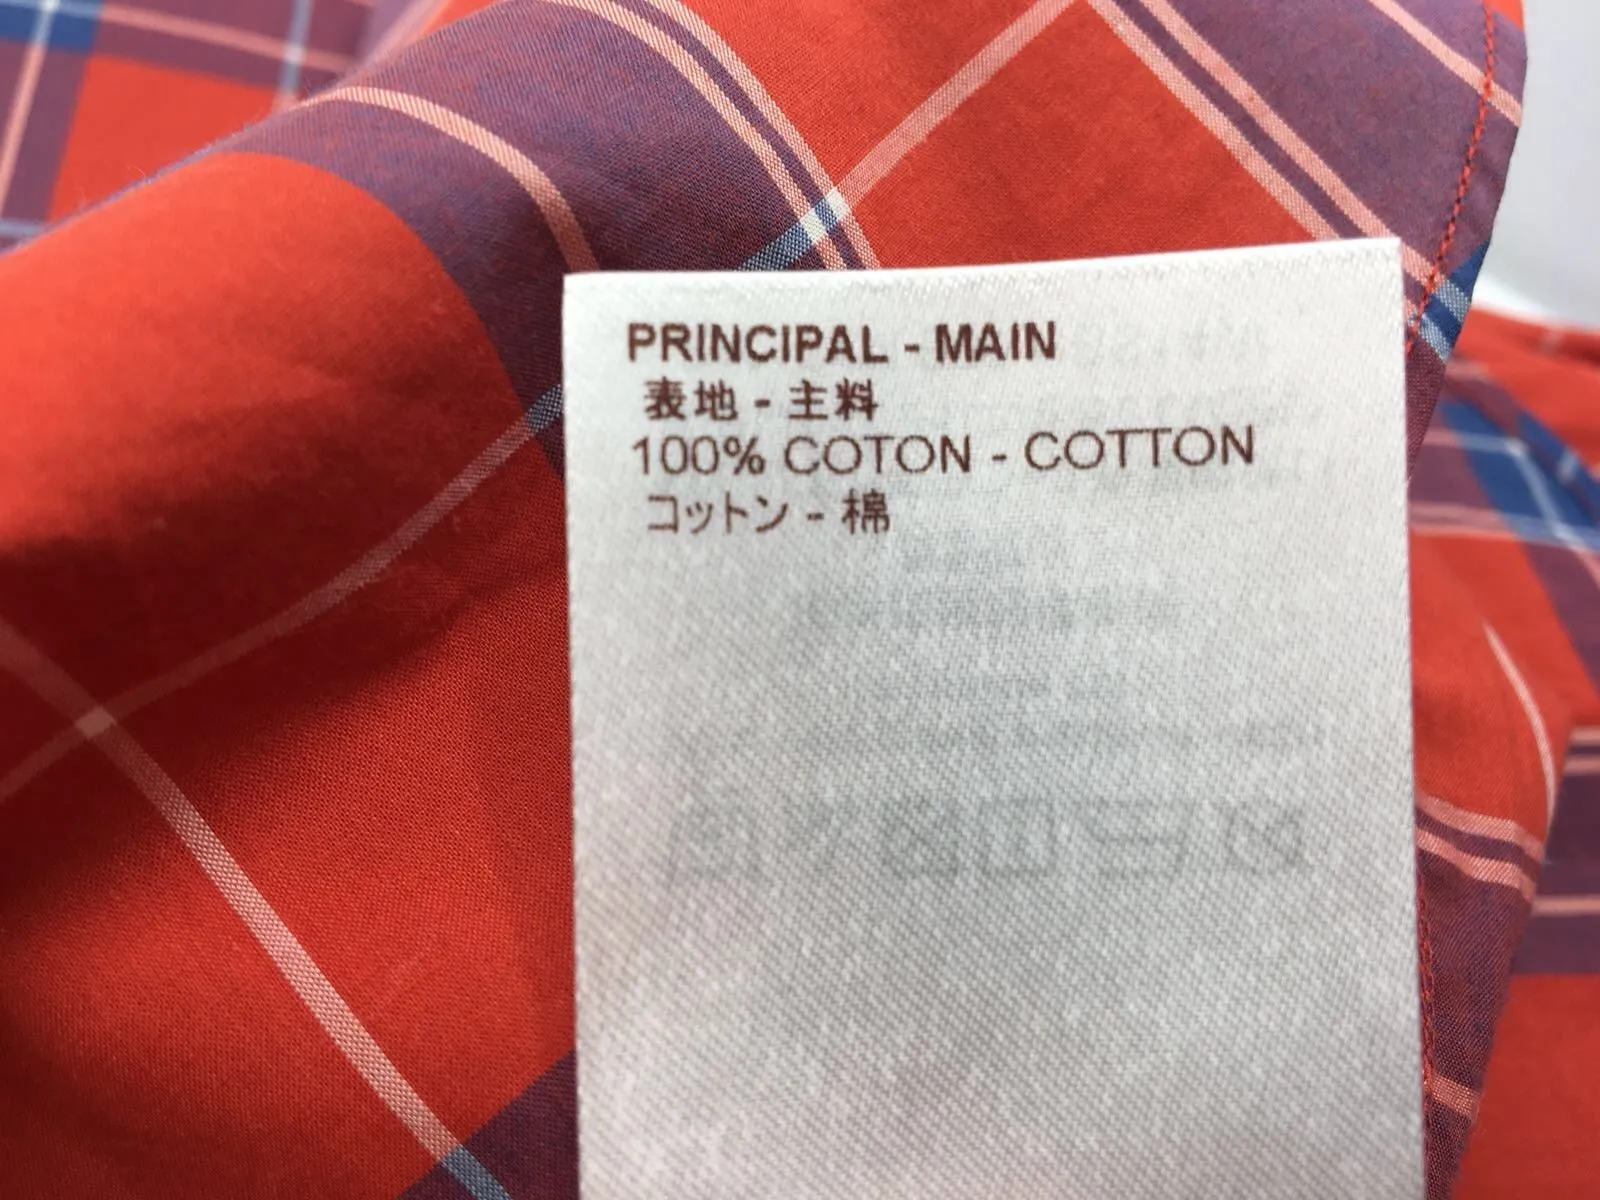 PRINCIPAL - MAIN
表地 - 主料
100% COTON - COTTON
コットン - 棉